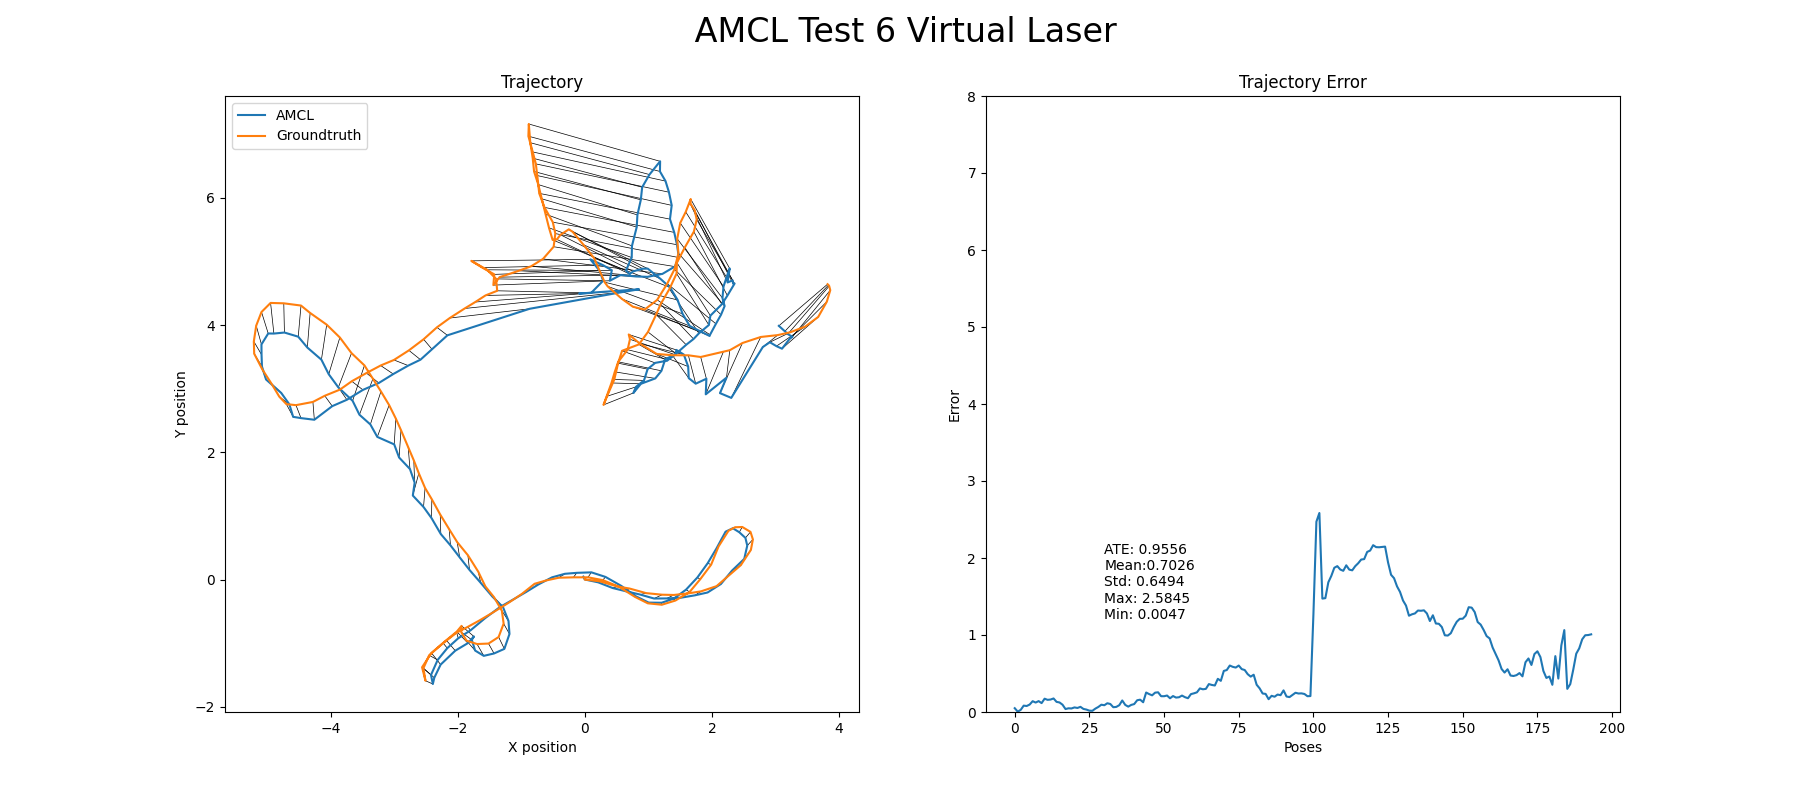 AMCL Test 6 Virtual Laser
Trajectory
AMCL
Groundtruth
6
4
2
0
−2
Y position
−4
−2
0
2
4
X position
Trajectory Error
8
7
6
5
4
3
2
1
0
Error
ATE: 0.9556
Mean:0.7026
Std: 0.6494
Max: 2.5845
Min: 0.0047
0
25
50
75
100
125
150
175
200
Poses